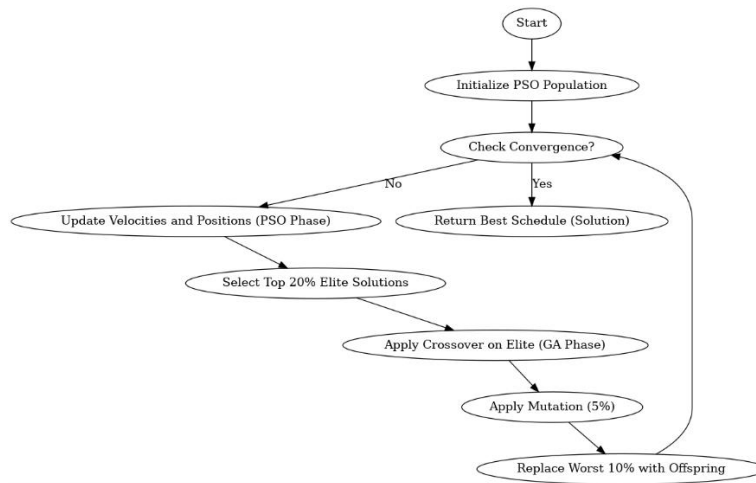 Start
Initialize PSO Population
Check Convergence?
No
Yes
Update Velocities and Positions (PSO Phase)
Return Best Schedule (Solution)
Select Top 20% Elite Solutions
Apply Crossover on Elite (GA Phase)
Apply Mutation (5%)
Replace Worst 10% with Offspring